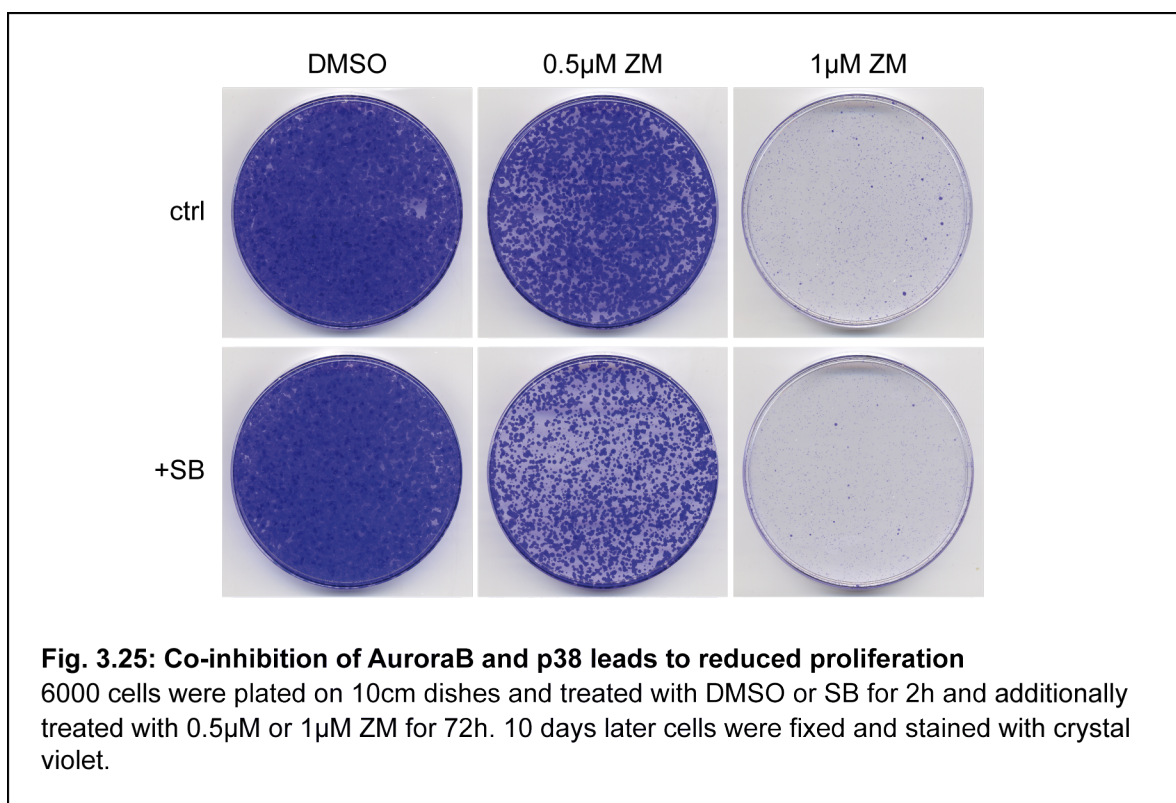 DMSO 0.5µM ZM 1µM ZM
ctrl
+SB
Fig. 3.25: Co-inhibition of AuroraB and p38 leads to reduced proliferation
6000 cells were plated on 10cm dishes and treated with DMSO or SB for 2h and additionally
treated with 0.5µM or 1µM ZM for 72h. 10 days later cells were fixed and stained with crystal
violet.